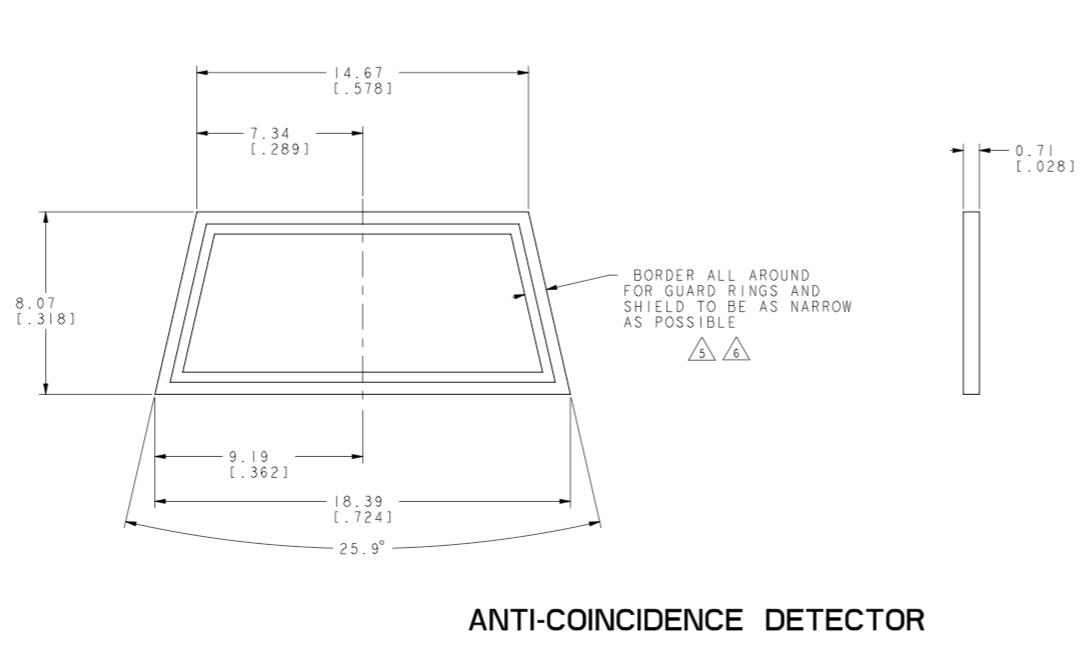 14.67
[.578]
7.34
[.289]
0.71
[.028]
8.07
[.318]
BORDER ALL AROUND
FOR GUARD RINGS AND
SHIELD TO BE AS NARROW
AS POSSIBLE
5 6
9.19
[.362]
18.39
[.724]
25.9°
ANTI-COINCIDENCE DETECTOR